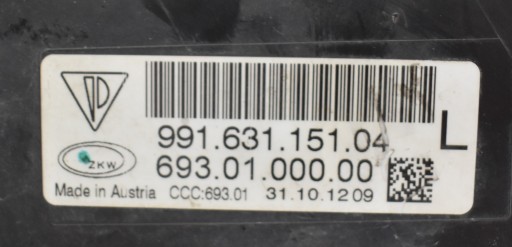 991.631.151.04 L
693.01.000.00
ZKW
Made in Austria CCC:693.01 31.10.12 09